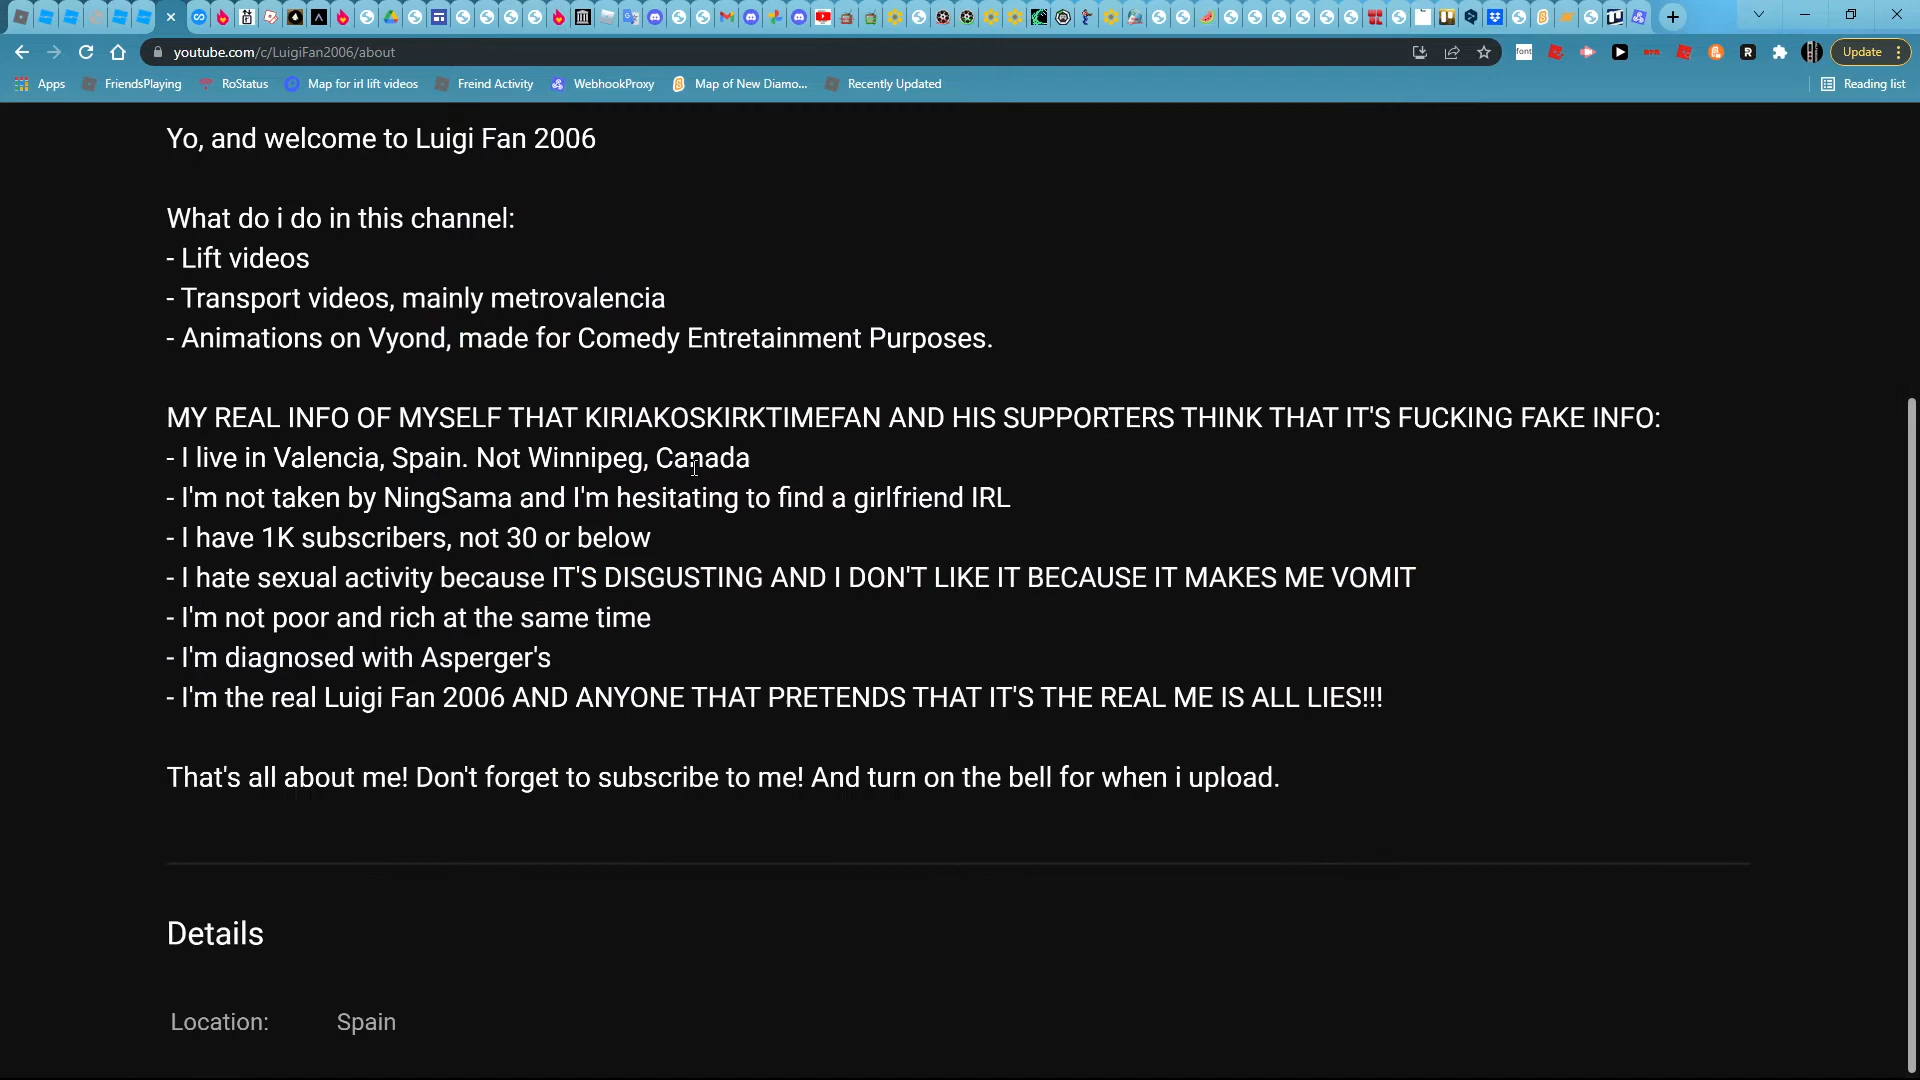 youtube.com/c/LuigiFan2006/about
Update
Apps
FriendsPlaying
RoStatus
Map for irl lift videos
Freind Activity
WebhookProxy
Map of New Diamo...
Recently Updated
Reading list
Yo, and welcome to Luigi Fan 2006
What do i do in this channel:
- Lift videos
- Transport videos, mainly metrovalencia
- Animations on Vyond, made for Comedy Entretainment Purposes.
MY REAL INFO OF MYSELF THAT KIRIAKOSKIRKTIMEFAN AND HIS SUPPORTERS THINK THAT IT'S FUCKING FAKE INFO:
- I live in Valencia, Spain. Not Winnipeg, Canada
- I'm not taken by NingSama and I'm hesitating to find a girlfriend IRL
- I have 1K subscribers, not 30 or below
- I hate sexual activity because IT'S DISGUSTING AND I DON'T LIKE IT BECAUSE IT MAKES ME VOMIT
- I'm not poor and rich at the same time
- I'm diagnosed with Asperger's
- I'm the real Luigi Fan 2006 AND ANYONE THAT PRETENDS THAT IT'S THE REAL ME IS ALL LIES!!!
That's all about me! Don't forget to subscribe to me! And turn on the bell for when i upload.
Details
Location: Spain